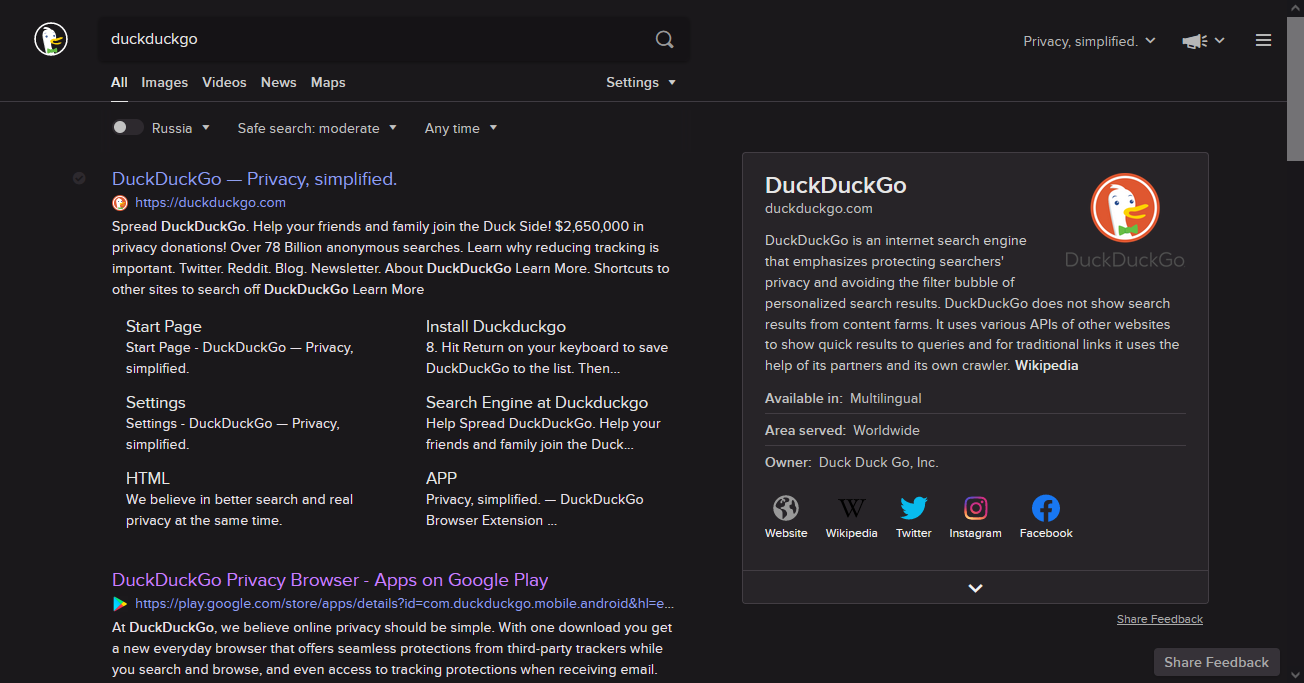 duckduckgo
Privacy, simplified.
All Images Videos News Maps
Settings
Russia
Safe search: moderate
Any time
DuckDuckGo — Privacy, simplified.
https://duckduckgo.com
Spread DuckDuckGo. Help your friends and family join the Duck Side! $2,650,000 in
privacy donations! Over 78 Billion anonymous searches. Learn why reducing tracking is
important. Twitter. Reddit. Blog. Newsletter. About DuckDuckGo Learn More. Shortcuts to
other sites to search off DuckDuckGo Learn More
Start Page
Start Page - DuckDuckGo — Privacy,
simplified.
Install Duckduckgo
8. Hit Return on your keyboard to save
DuckDuckGo to the list. Then...
Settings
Settings - DuckDuckGo — Privacy,
simplified.
Search Engine at Duckduckgo
Help Spread DuckDuckGo. Help your
friends and family join the Duck...
HTML
We believe in better search and real
privacy at the same time.
APP
Privacy, simplified. — DuckDuckGo
Browser Extension ...
DuckDuckGo Privacy Browser - Apps on Google Play
https://play.google.com/store/apps/details?id=com.duckduckgo.mobile.android&hl=e...
At DuckDuckGo, we believe online privacy should be simple. With one download you get
a new everyday browser that offers seamless protections from third-party trackers while
you search and browse, and even access to tracking protections when receiving email.
DuckDuckGo
duckduckgo.com
DuckDuckGo
DuckDuckGo is an internet search engine
that emphasizes protecting searchers'
privacy and avoiding the filter bubble of
personalized search results. DuckDuckGo does not show search
results from content farms. It uses various APIs of other websites
to show quick results to queries and for traditional links it uses the
help of its partners and its own crawler. Wikipedia
Available in: Multilingual
Area served: Worldwide
Owner: Duck Duck Go, Inc.
W
Website Wikipedia Twitter Instagram Facebook
Share Feedback
Share Feedback